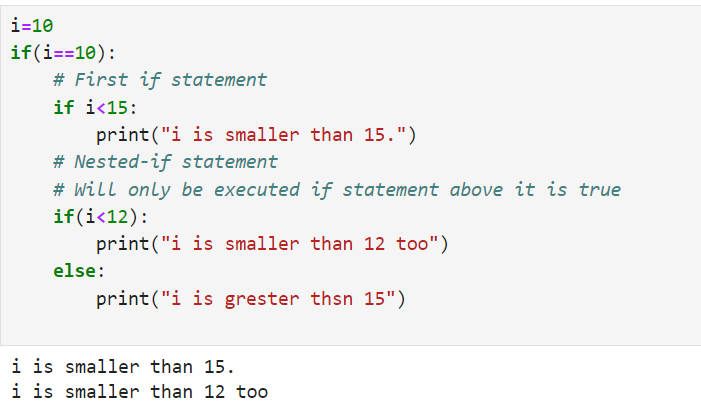 i=10
if(i==10):
    # First if statement
    if i<15:
        print("i is smaller than 15.")
    # Nested-if statement
    # Will only be executed if statement above it is true
    if(i<12):
        print("i is smaller than 12 too")
    else:
        print("i is grester thsn 15")
i is smaller than 15.
i is smaller than 12 too